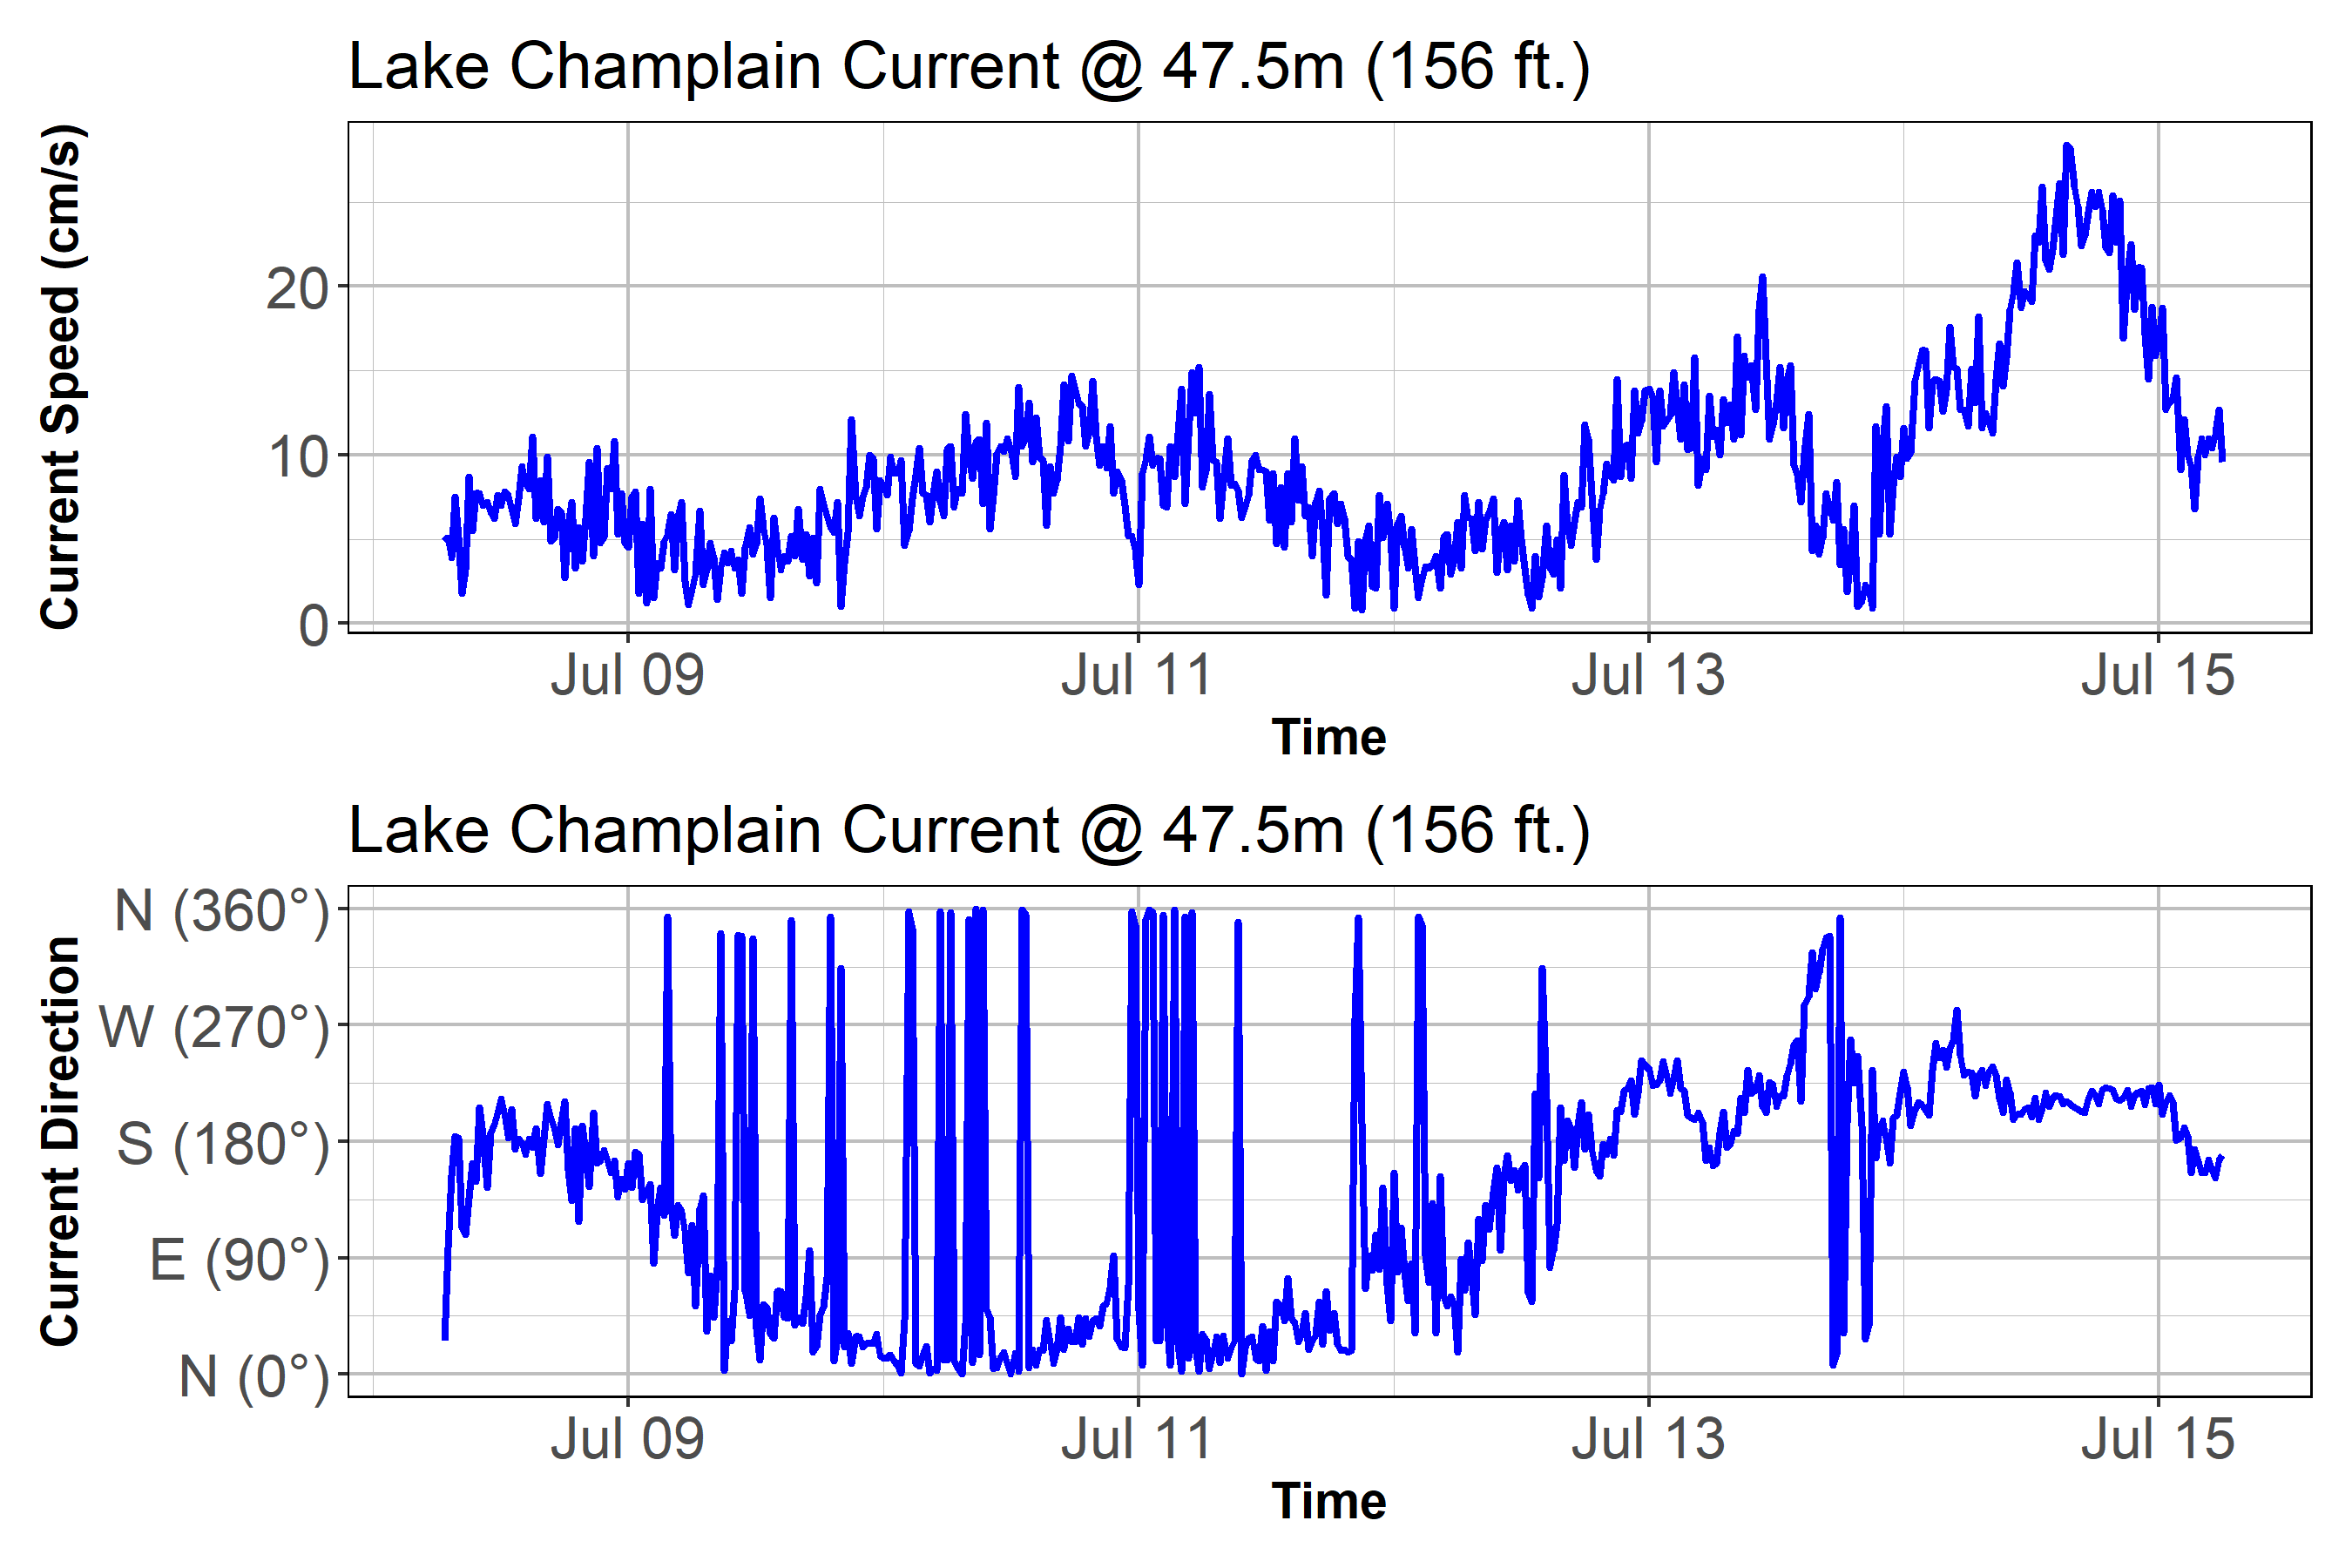 Lake Champlain Current @ 47.5m (156 ft.)
Current Speed (cm/s)
20
10
0
Jul 09 Jul 11 Jul 13 Jul 15
Time
Lake Champlain Current @ 47.5m (156 ft.)
Current Direction
N (360°)
W (270°)
S (180°)
E (90°)
N (0°)
Jul 09 Jul 11 Jul 13 Jul 15
Time